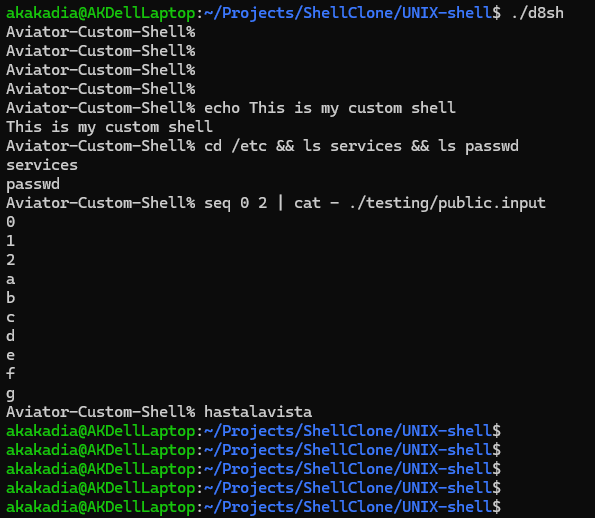 akakadia@AKDellLaptop:~/Projects/ShellClone/UNIX-shell$ ./d8sh
Aviator-Custom-Shell%
Aviator-Custom-Shell%
Aviator-Custom-Shell%
Aviator-Custom-Shell%
Aviator-Custom-Shell% echo This is my custom shell
This is my custom shell
Aviator-Custom-Shell% cd /etc && ls services && ls passwd
services
passwd
Aviator-Custom-Shell% seq 0 2 | cat - ./testing/public.input
0
1
2
a
b
c
d
e
f
g
Aviator-Custom-Shell% hastalavista
akakadia@AKDellLaptop:~/Projects/ShellClone/UNIX-shell$
akakadia@AKDellLaptop:~/Projects/ShellClone/UNIX-shell$
akakadia@AKDellLaptop:~/Projects/ShellClone/UNIX-shell$
akakadia@AKDellLaptop:~/Projects/ShellClone/UNIX-shell$
akakadia@AKDellLaptop:~/Projects/ShellClone/UNIX-shell$